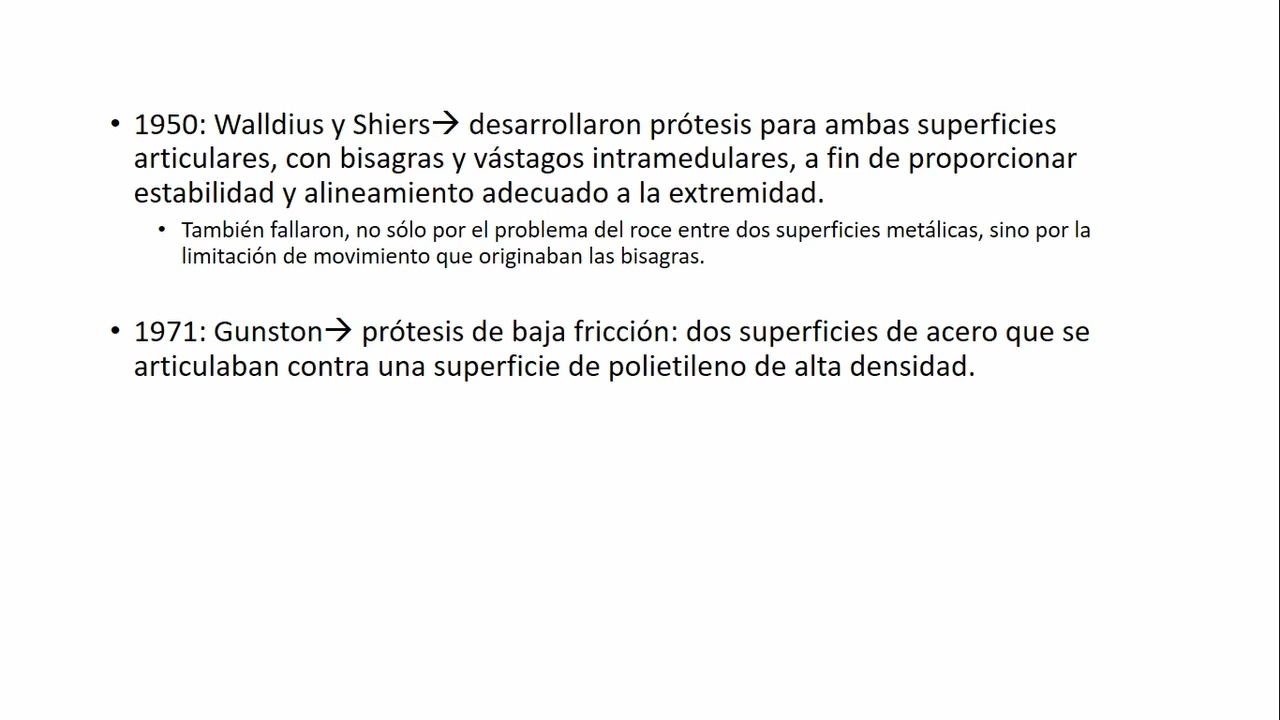 • 1950: Walldius y Shiers→ desarrollaron prótesis para ambas superficies
articulares, con bisagras y vástagos intramedulares, a fin de proporcionar
estabilidad y alineamiento adecuado a la extremidad.
• También fallaron, no sólo por el problema del roce entre dos superficies metálicas, sino por la
limitación de movimiento que originaban las bisagras.
• 1971: Gunston→ prótesis de baja fricción: dos superficies de acero que se
articulaban contra una superficie de polietileno de alta densidad.